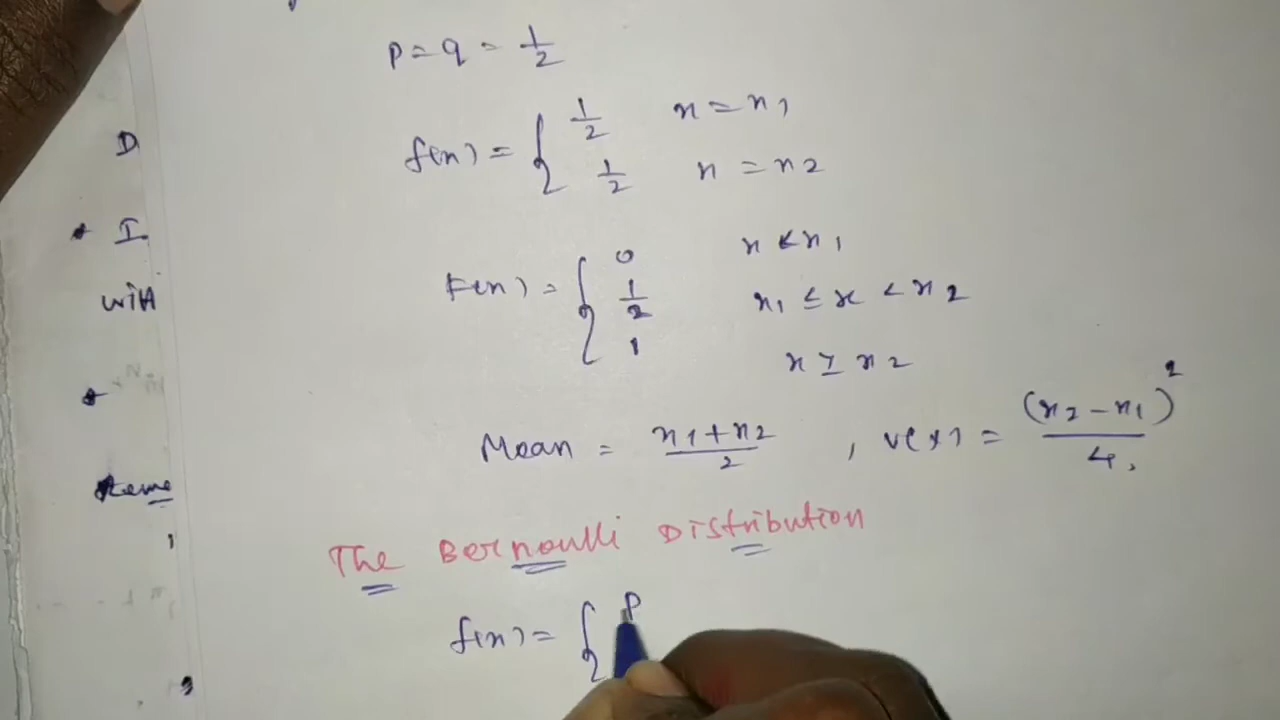 p = q = 1/2
f(x) = { 1/2 x = x1
1/2 x = x2
F(x) = { 0 x < x1
1/2 x1 ≤ x < x2
1 x ≥ x2
Mean = x1+x2/2 , V(x) = (x2 - x1)²/4.
The Bernoulli Distribution
f(x) = { P
D
* I
with
*
1